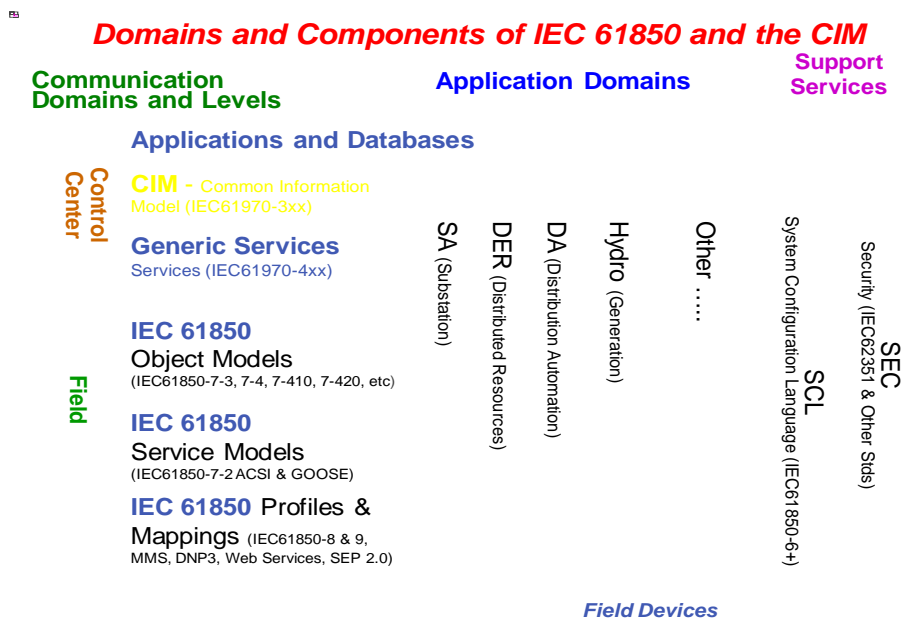 Domains and Components of IEC 61850 and the CIM
Communication
Domains and Levels
Application Domains
Support
Services
Applications and Databases
Control
Center
CIM - Common Information
Model (IEC61970-3xx)
Generic Services
Services (IEC61970-4xx)
Field
IEC 61850
Object Models
(IEC61850-7-3, 7-4, 7-410, 7-420, etc)
IEC 61850
Service Models
(IEC61850-7-2 ACSI & GOOSE)
IEC 61850 Profiles &
Mappings (IEC61850-8 & 9,
MMS, DNP3, Web Services, SEP 2.0)
SA (Substation)
DER (Distributed Resources)
DA (Distribution Automation)
Hydro (Generation)
Other .....
SCL
System Configuration Language (IEC61850-6+)
SEC
Security (IEC62351 & Other Stds)
Field Devices